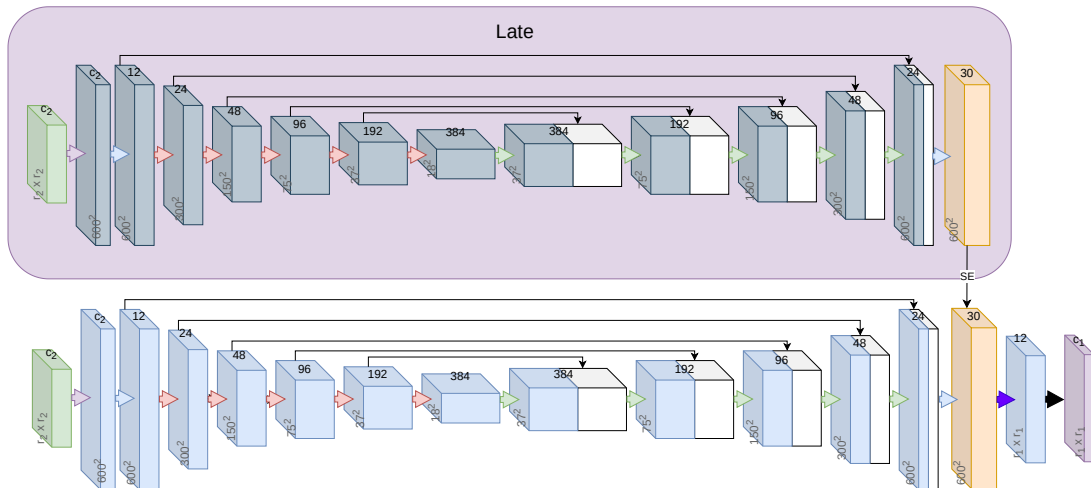 Late
c₂ c₂ 12 24 48 96 192 384 384 192 96 48 24 30
r₂ x r₂ 600² 600² 300² 150² 75² 37² 18² 37² 75² 150² 300² 600² 600²
SE
c₂ c₂ 12 24 48 96 192 384 384 192 96 48 24 30 12 c₁
r₂ x r₂ 600² 600² 300² 150² 75² 37² 18² 37² 75² 150² 300² 600² 600² r₁ x r₁ r₁ x r₁